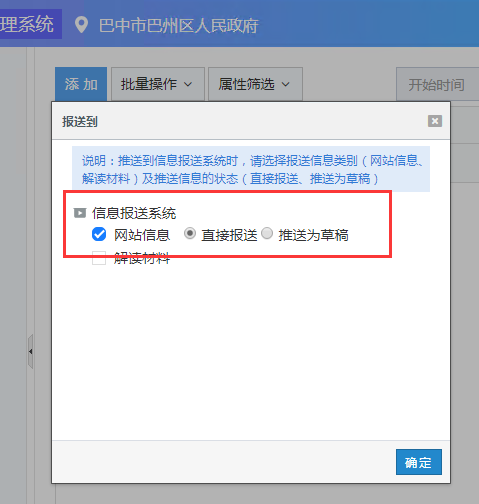 理系统 巴中市巴州区人民政府
添加 批量操作 属性筛选 开始时间
报送到
说明：推送到信息报送系统时，请选择报送信息类别（网站信息、
解读材料）及推送信息的状态（直接报送、推送为草稿）
信息报送系统
网站信息 直接报送 推送为草稿
解读材料
确定